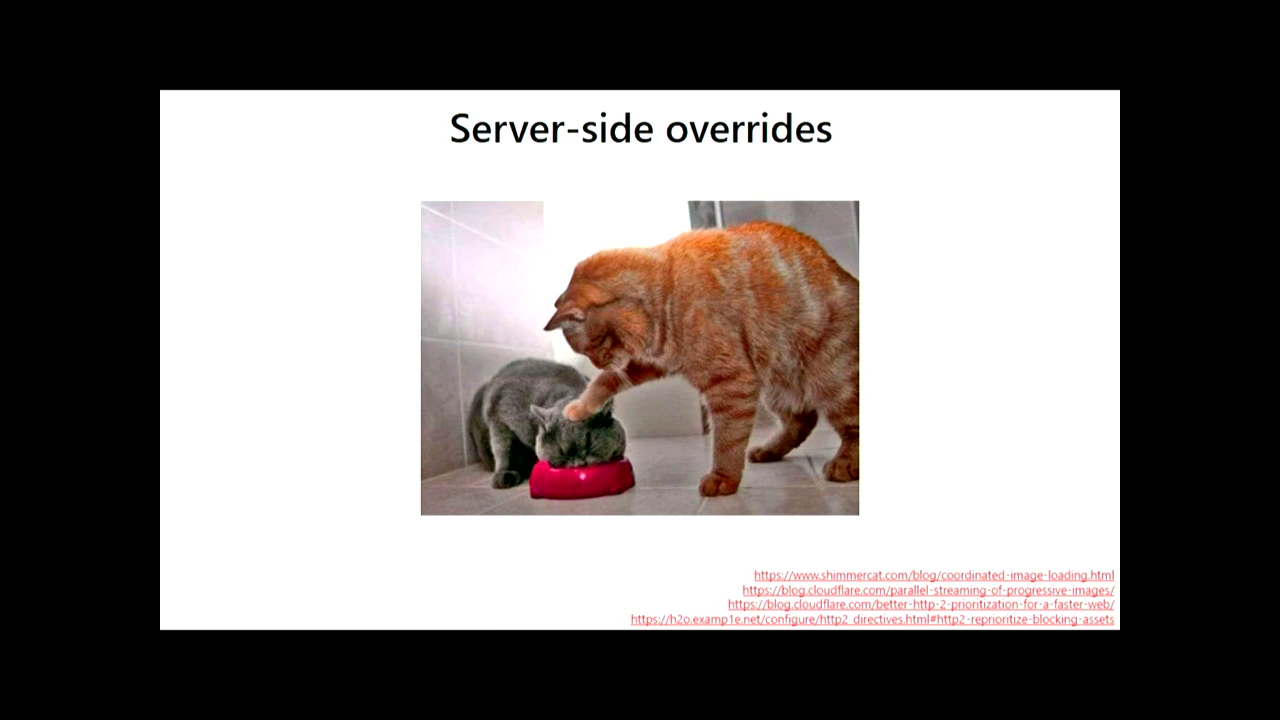 Server-side overrides
https://www.shimmercat.com/blog/coordinated-image-loading.html
https://blog.cloudflare.com/parallel-streaming-of-progressive-images/
https://blog.cloudflare.com/better-http-2-prioritization-for-a-faster-web/
https://h2o.examp1e.net/configure/http2_directives.html#http2-reprioritize-blocking-assets